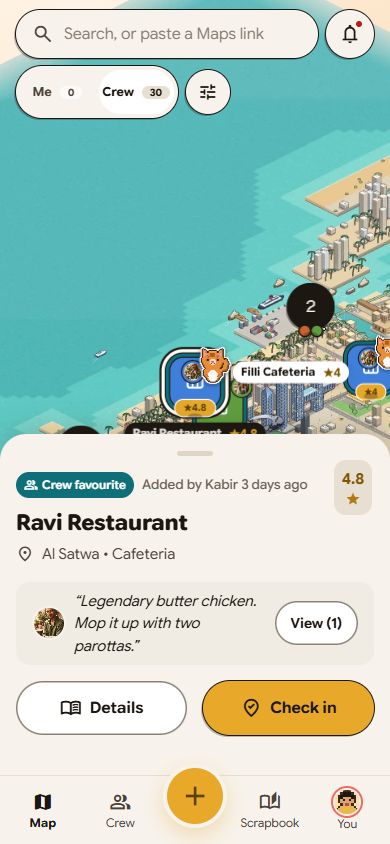 Search, or paste a Maps link
Me 0
Crew 30
2
★4.8
Filli Cafeteria ★4
★4
Ravi Restaurant ★4.8
Crew favourite
Added by Kabir 3 days ago
4.8
★
Ravi Restaurant
Al Satwa • Cafeteria
“Legendary butter chicken.
Mop it up with two
parottas.”
View (1)
Details
Check in
Map
Crew
Scrapbook
You